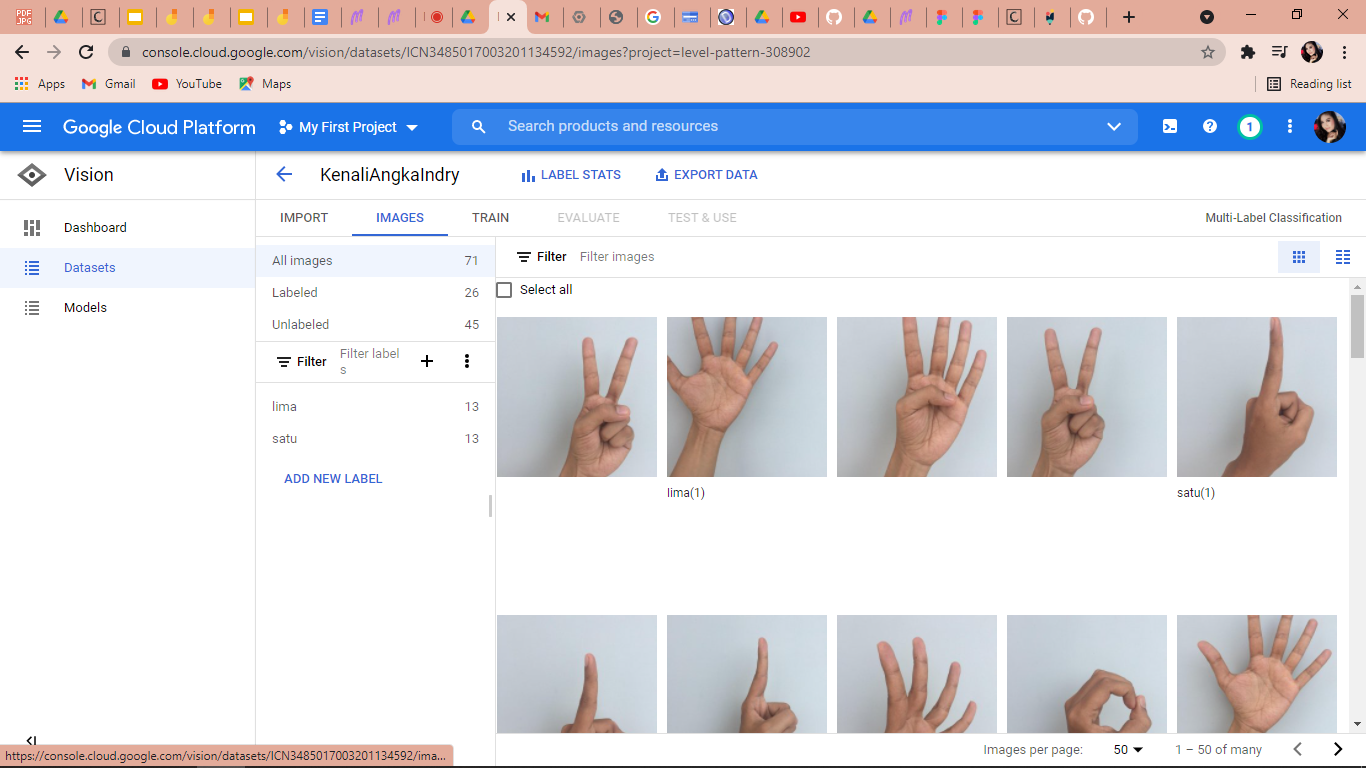 PDF
JPG
console.cloud.google.com/vision/datasets/ICN3485017003201134592/images?project=level-pattern-308902
Apps
Gmail
YouTube
Maps
Reading list
Google Cloud Platform
My First Project
Search products and resources
1
Vision
KenaliAngkaIndry
LABEL STATS
EXPORT DATA
Dashboard
Datasets
Models
IMPORT
IMAGES
TRAIN
EVALUATE
TEST & USE
Multi-Label Classification
All images 71
Labeled 26
Unlabeled 45
Filter
Filter label
s
lima 13
satu 13
ADD NEW LABEL
Filter
Filter images
Select all
lima(1)
satu(1)
Images per page:
50
1 – 50 of many
https://console.cloud.google.com/vision/datasets/ICN3485017003201134592/ima...